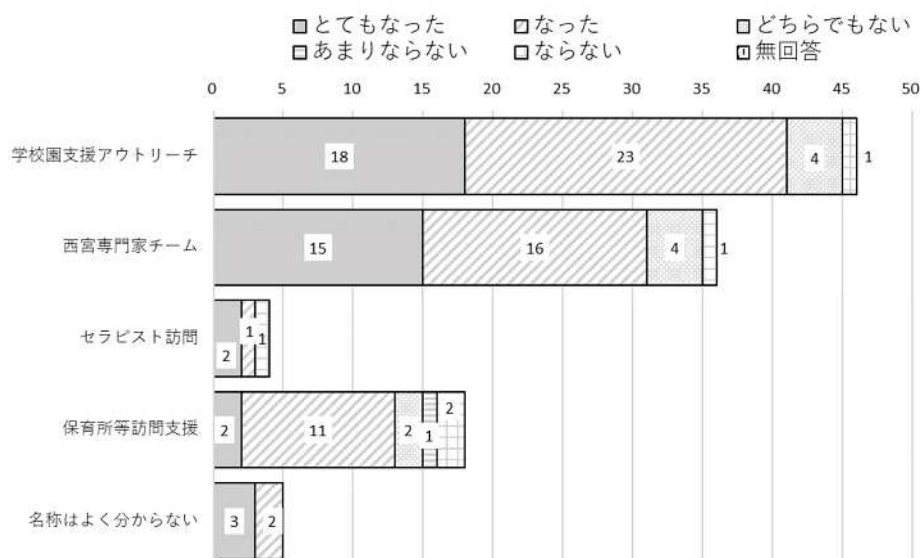 とてもなった なった どちらでもない
あまりならない ならない 無回答
0 5 10 15 20 25 30 35 40 45 50
学校園支援アウトリーチ 18 23 4 1
西宮専門家チーム 15 16 4 1
セラピスト訪問 2 1 1
保育所等訪問支援 2 11 2 1 2
名称はよく分からない 3 2